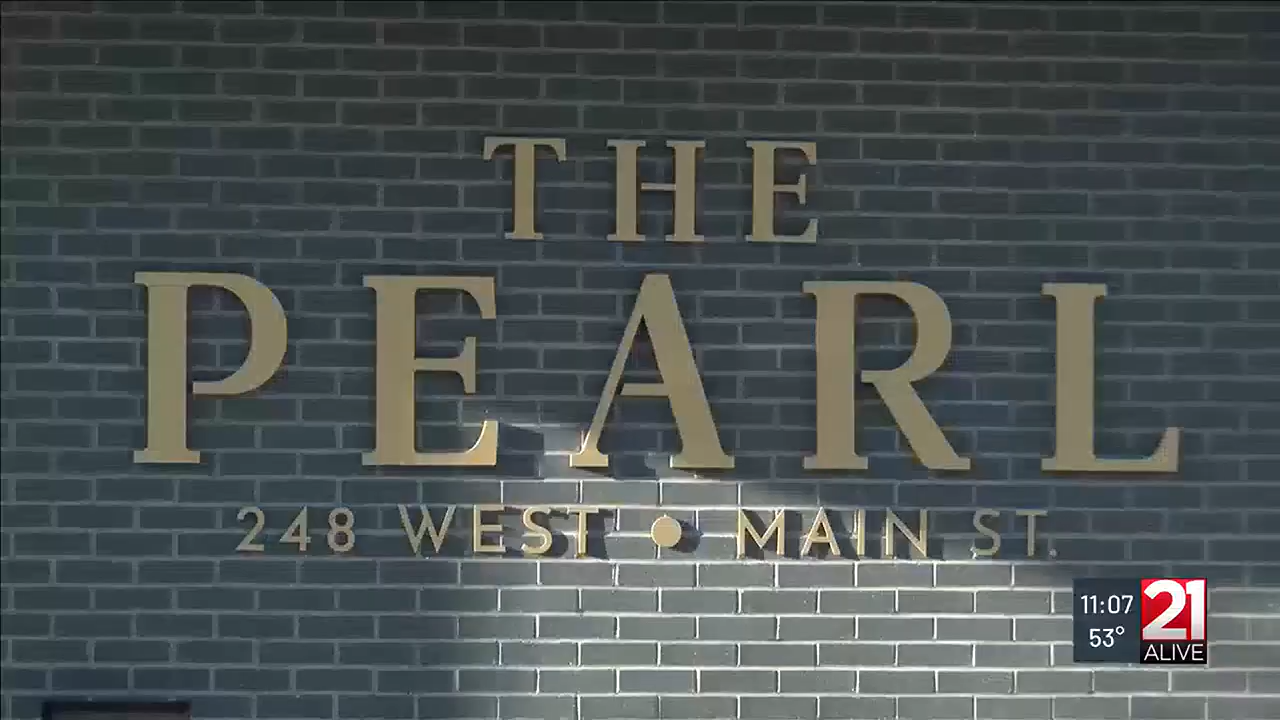 THE
PEARL
248 WEST • MAIN ST.
11:07
53°
21
ALIVE